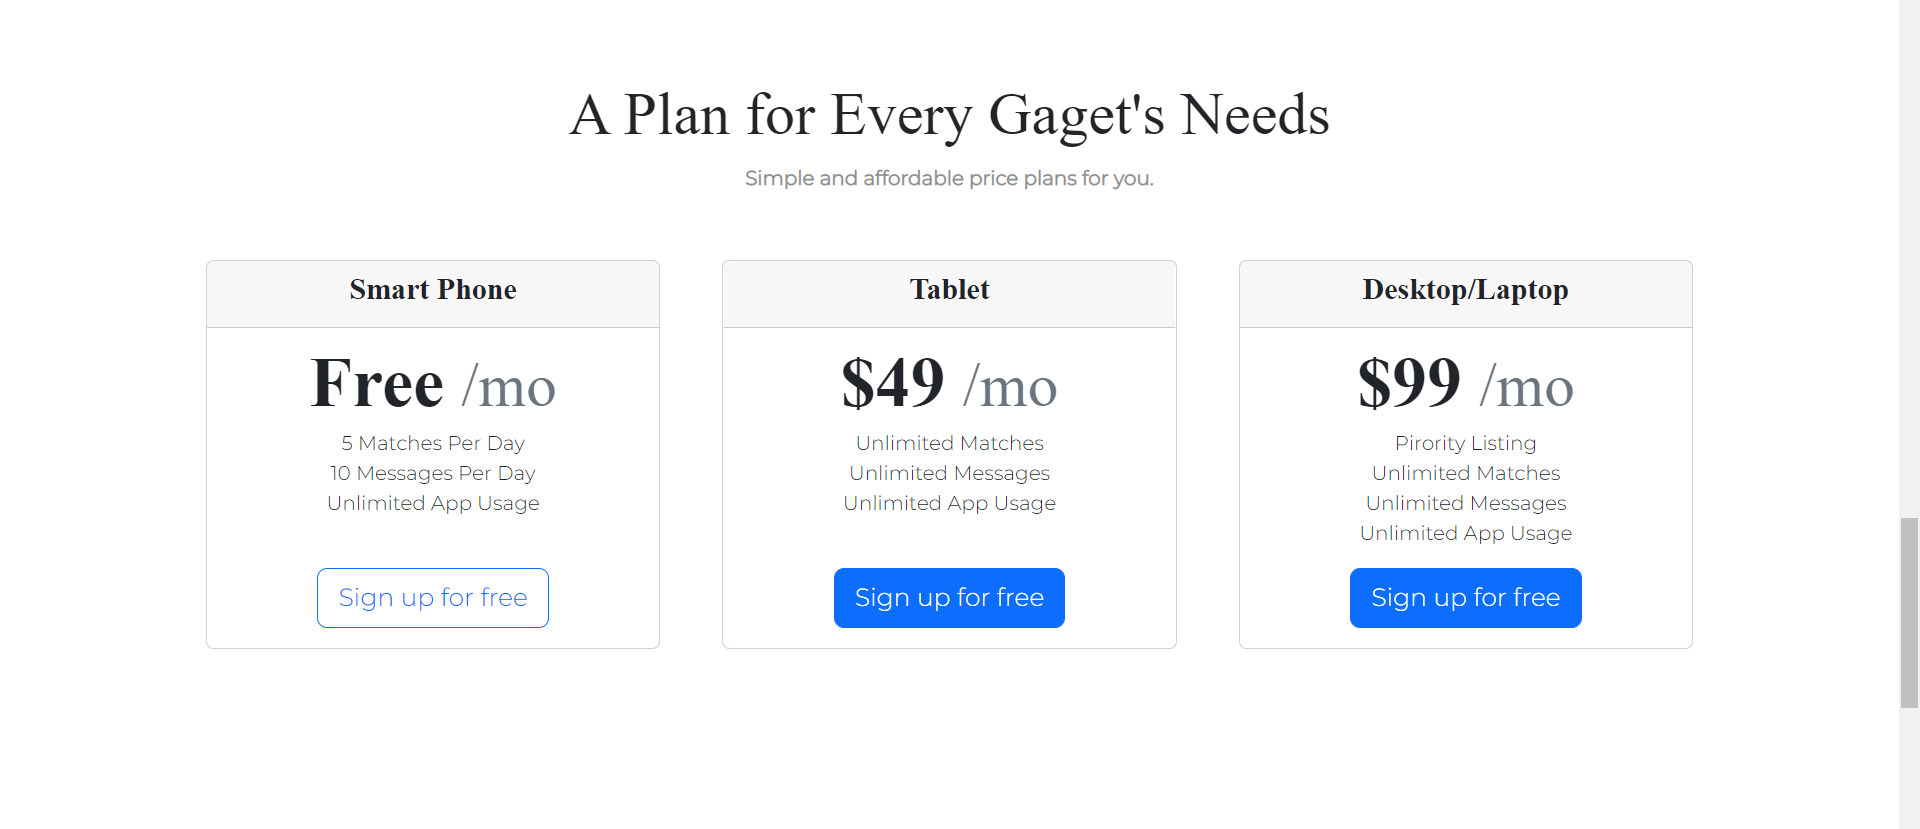 A Plan for Every Gaget's Needs
Simple and affordable price plans for you.
Smart Phone
Free /mo
5 Matches Per Day
10 Messages Per Day
Unlimited App Usage
Sign up for free
Tablet
$49 /mo
Unlimited Matches
Unlimited Messages
Unlimited App Usage
Sign up for free
Desktop/Laptop
$99 /mo
Pirority Listing
Unlimited Matches
Unlimited Messages
Unlimited App Usage
Sign up for free